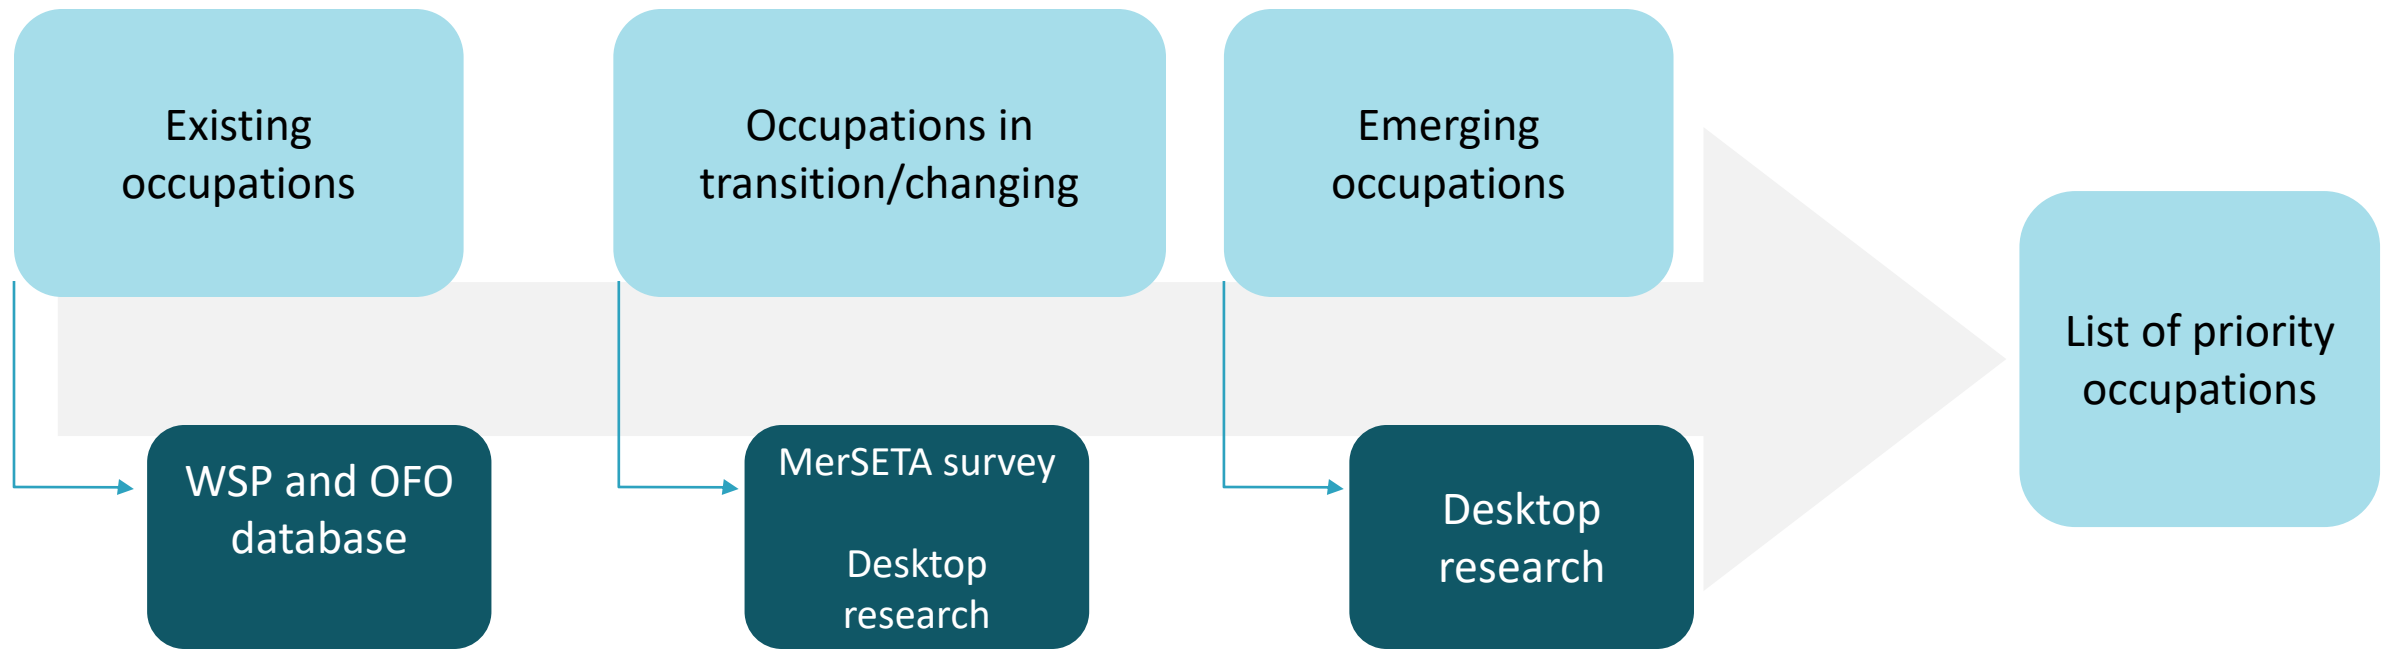 Existing
occupations
Occupations in
transition/changing
Emerging
occupations
List of priority
occupations
WSP and OFO
database
MerSETA survey
Desktop
research
Desktop
research